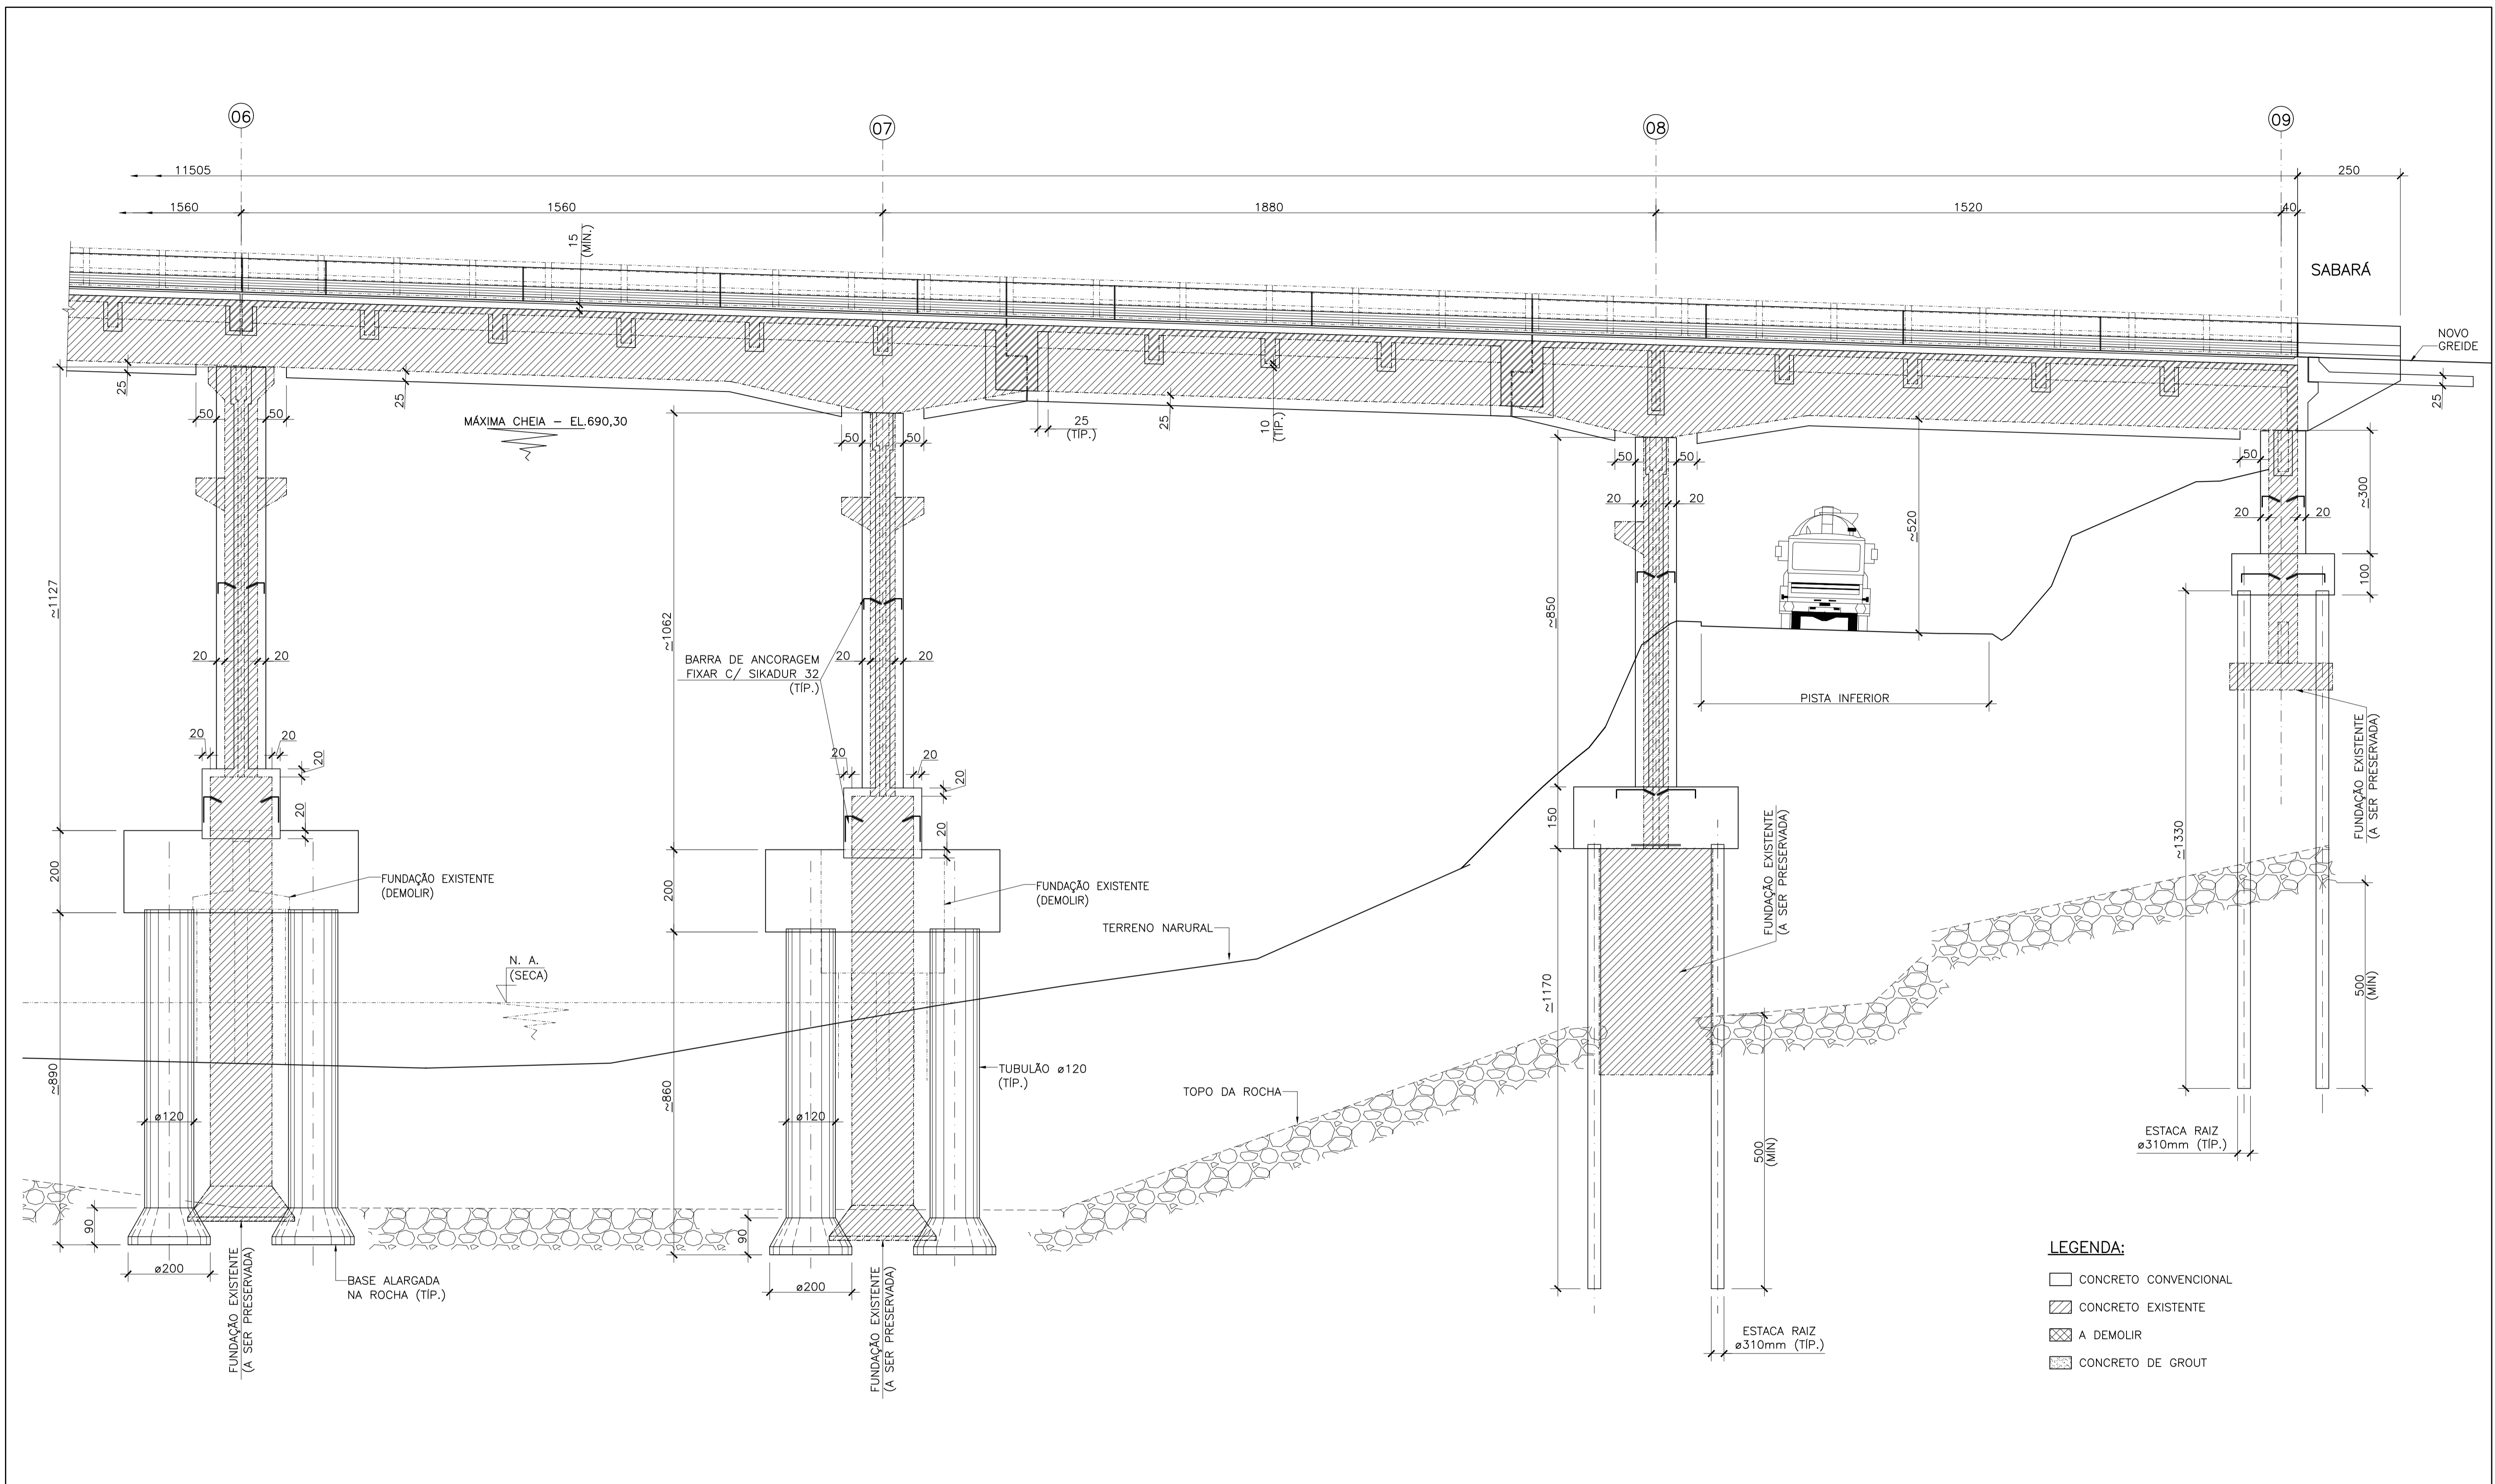 06
07
08
09
11505
250
1560
1560
1880
1520
40
15
(MÍN.)
SABARÁ
NOVO
GREIDE
25
50
50
25
MÁXIMA CHEIA – EL.690,30
50
50
25
(TÍP.)
25
10
(TÍP.)
50
50
50
25
20
20
20
20
~300
~520
100
~1127
~1062
~850
20
20
BARRA DE ANCORAGEM
FIXAR C/ SIKADUR 32
(TÍP.)
20
20
PISTA INFERIOR
FUNDAÇÃO EXISTENTE
(A SER PRESERVADA)
20
20
20
20
20
20
20
20
150
FUNDAÇÃO EXISTENTE
(A SER PRESERVADA)
~1330
200
FUNDAÇÃO EXISTENTE
(DEMOLIR)
200
FUNDAÇÃO EXISTENTE
(DEMOLIR)
TERRENO NARURAL
N. A.
(SECA)
~1170
500
(MÍN)
~890
~860
TUBULÃO ø120
(TÍP.)
TOPO DA ROCHA
ø120
ø120
500
(MÍN)
ESTACA RAIZ
ø310mm (TÍP.)
90
90
ø200
BASE ALARGADA
NA ROCHA (TÍP.)
FUNDAÇÃO EXISTENTE
(A SER PRESERVADA)
ø200
FUNDAÇÃO EXISTENTE
(A SER PRESERVADA)
ESTACA RAIZ
ø310mm (TÍP.)
LEGENDA:
CONCRETO CONVENCIONAL
CONCRETO EXISTENTE
A DEMOLIR
CONCRETO DE GROUT